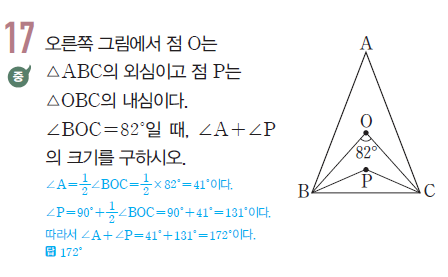 17
중
오른쪽 그림에서 점 O는
△ABC의 외심이고 점 P는
△OBC의 내심이다.
∠BOC=82°일 때, ∠A+∠P
의 크기를 구하시오.
∠A=1/2∠BOC=1/2×82°=41°이다.
∠P=90°+1/2∠BOC=90°+41°=131°이다.
따라서 ∠A+∠P=41°+131°=172°이다.
답 172°
A
O
82°
P
B
C